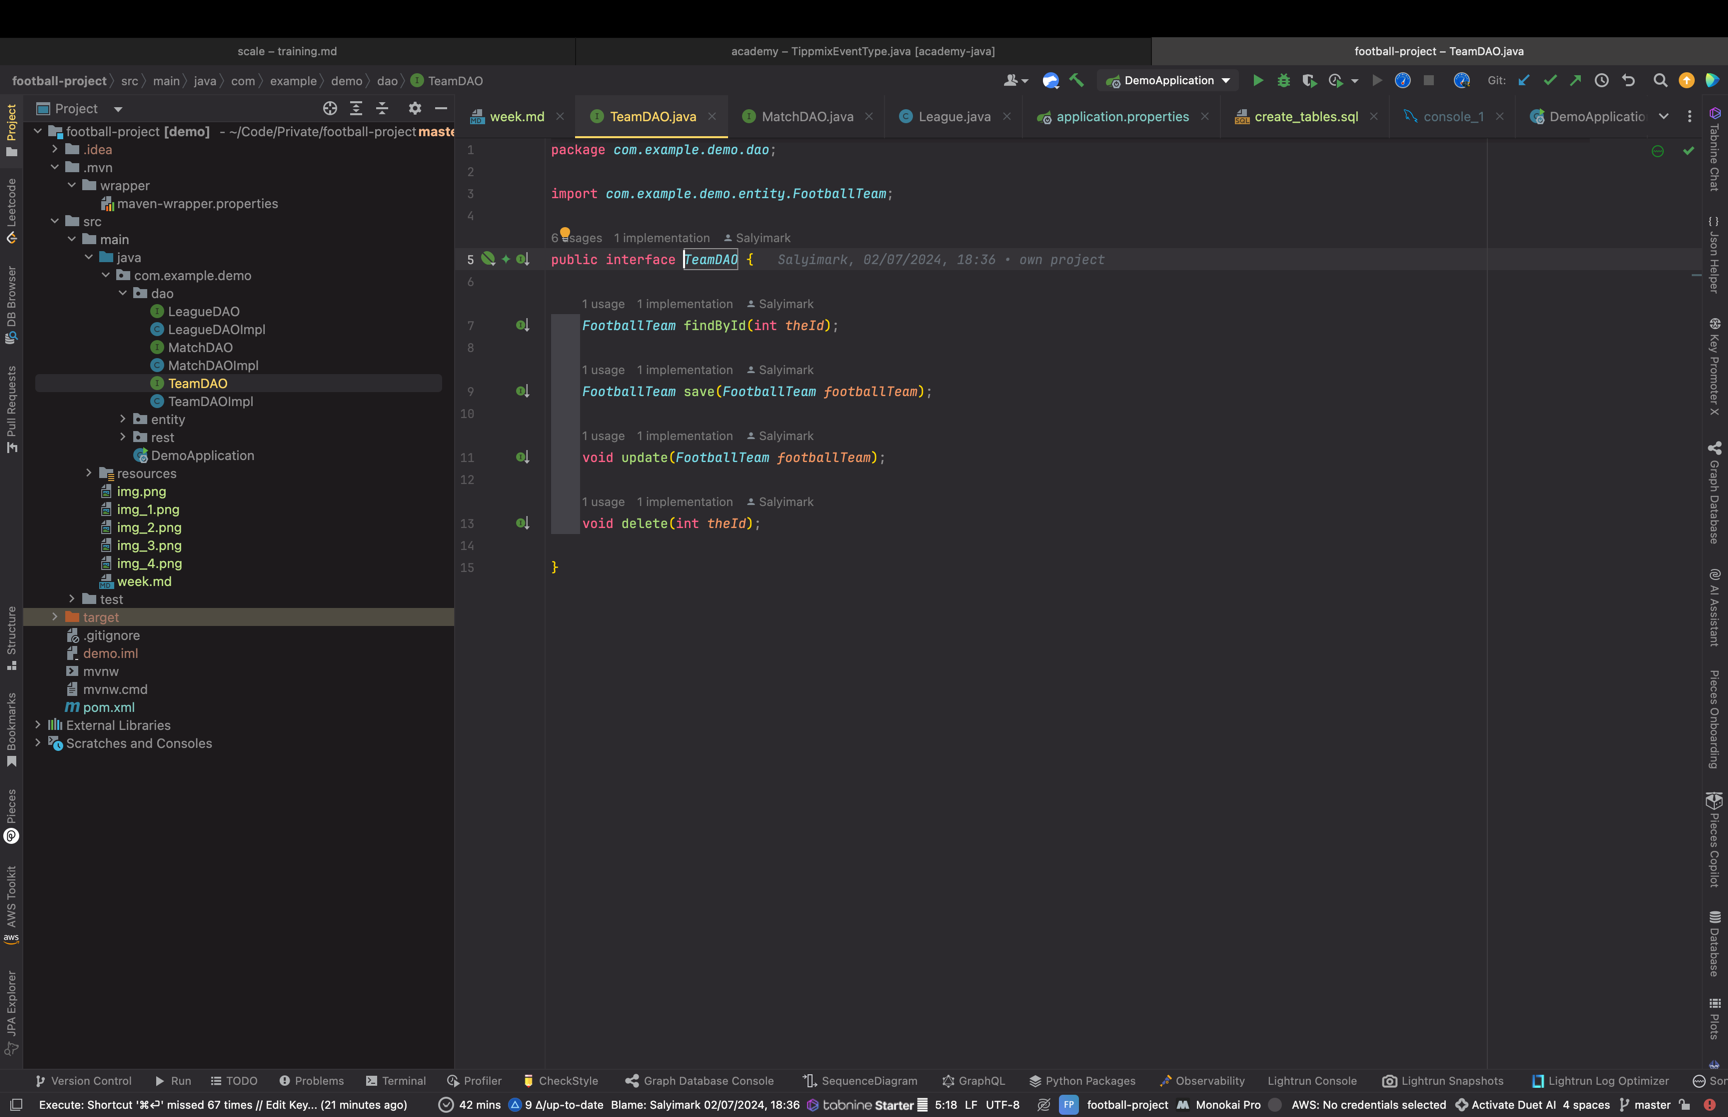 scale – training.md
academy – TippmixEventType.java [academy-java]
football-project – TeamDAO.java
football-project src main java com example demo dao TeamDAO
DemoApplication
Git:
Project
week.md
TeamDAO.java
MatchDAO.java
League.java
application.properties
create_tables.sql
console_1
DemoApplicatio
football-project [demo] - ~/Code/Private/football-project maste
.idea
.mvn
wrapper
maven-wrapper.properties
src
main
java
com.example.demo
dao
LeagueDAO
LeagueDAOImpl
MatchDAO
MatchDAOImpl
TeamDAO
TeamDAOImpl
entity
rest
DemoApplication
resources
img.png
img_1.png
img_2.png
img_3.png
img_4.png
week.md
test
target
.gitignore
demo.iml
mvnw
mvnw.cmd
pom.xml
External Libraries
Scratches and Consoles
1 package com.example.demo.dao;
2
3 import com.example.demo.entity.FootballTeam;
4
1 implementation Salyimark
5 public interface TeamDAO { Salyimark, 02/07/2024, 18:36 • own project
6
1 usage 1 implementation Salyimark
7 FootballTeam findById(int theId);
8
1 usage 1 implementation Salyimark
9 FootballTeam save(FootballTeam footballTeam);
10
1 usage 1 implementation Salyimark
11 void update(FootballTeam footballTeam);
12
1 usage 1 implementation Salyimark
13 void delete(int theId);
14
15 }
Project
Leetcode
DB Browser
Pull Requests
Structure
Bookmarks
Pieces
AWS Toolkit
aws
JPA Explorer
Tabnine Chat
Json Helper
Key Promoter X
Graph Database
AI Assistant
Pieces Onboarding
Pieces Copilot
Database
Plots
Version Control Run TODO Problems Terminal Profiler CheckStyle Graph Database Console SequenceDiagram GraphQL Python Packages Observability Lightrun Console Lightrun Snapshots Lightrun Log Optimizer
Execute: Shortcut '⌘⏎' missed 67 times // Edit Key... (21 minutes ago) 42 mins 9 ∆/up-to-date Blame: Salyimark 02/07/2024, 18:36 tabnine Starter 5:18 LF UTF-8 FP football-project Monokai Pro AWS: No credentials selected Activate Duet AI 4 spaces master